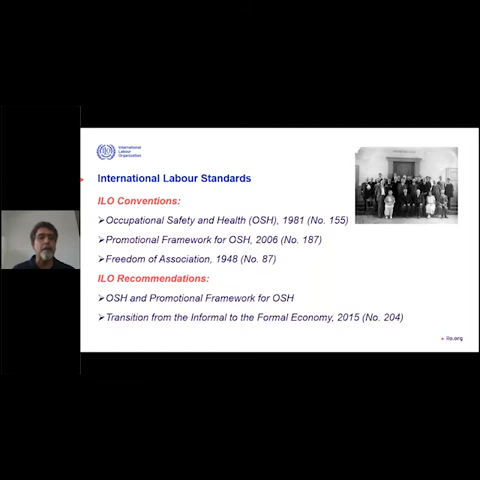 International
Labour
Organization
International Labour Standards
ILO Conventions:
➢Occupational Safety and Health (OSH), 1981 (No. 155)
➢Promotional Framework for OSH, 2006 (No. 187)
➢Freedom of Association, 1948 (No. 87)
ILO Recommendations:
➢OSH and Promotional Framework for OSH
➢Transition from the Informal to the Formal Economy, 2015 (No. 204)
ilo.org